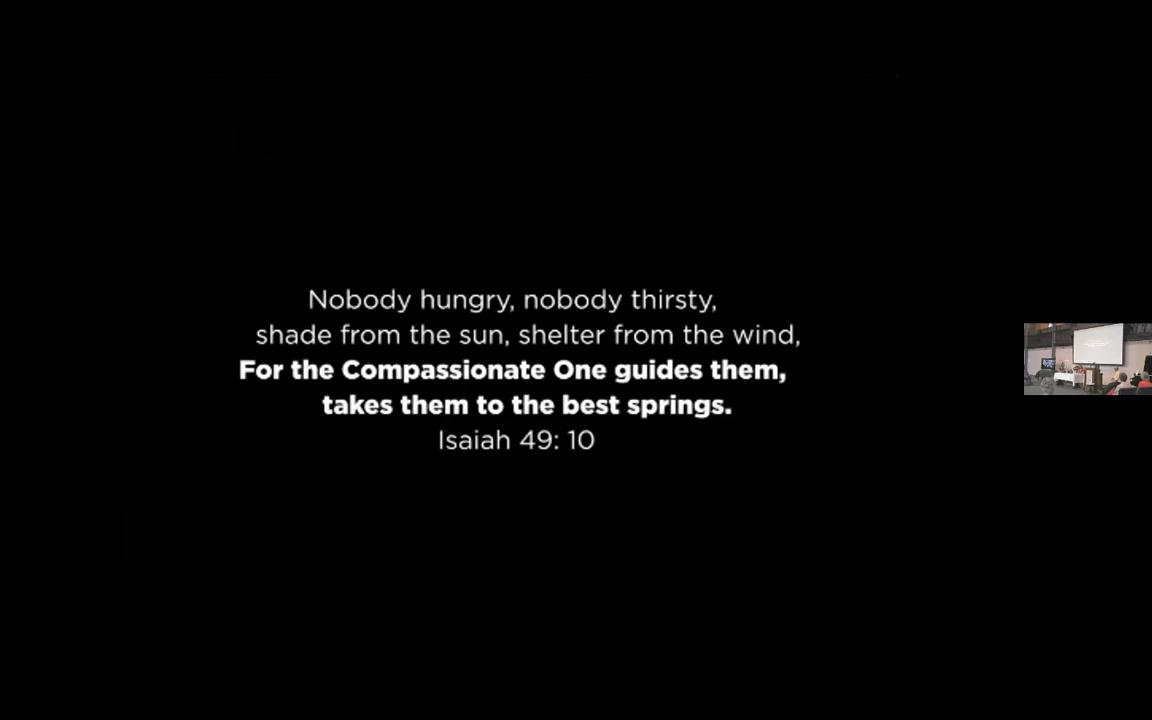 Nobody hungry, nobody thirsty,
shade from the sun, shelter from the wind,
For the Compassionate One guides them,
takes them to the best springs.
Isaiah 49: 10